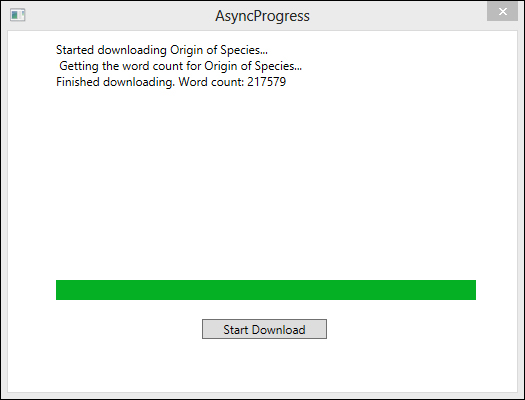 AsyncProgress
Started downloading Origin of Species...
Getting the word count for Origin of Species...
Finished downloading. Word count: 217579
Start Download